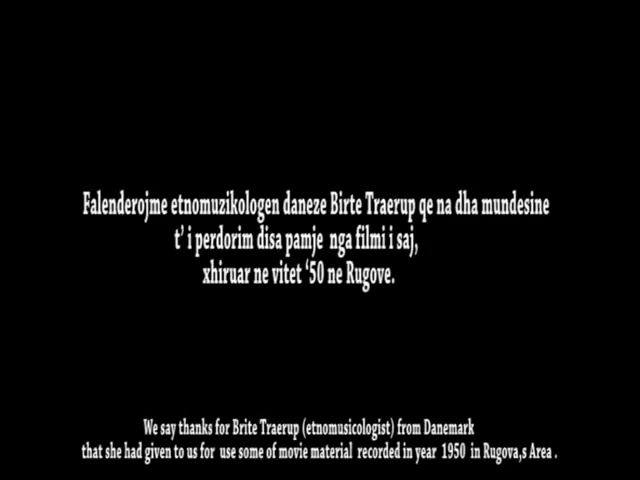 Falenderojme etnomuzikologen daneze Birte Traerup qe na dha mundesine
t' i perdorim disa pamje nga filmi i saj,
xhiruar ne vitet '50 ne Rugove.
We say thanks for Brite Traerup (etnomusicologist) from Danemark
that she had given to us for use some of movie material recorded in year 1950 in Rugova,s Area .